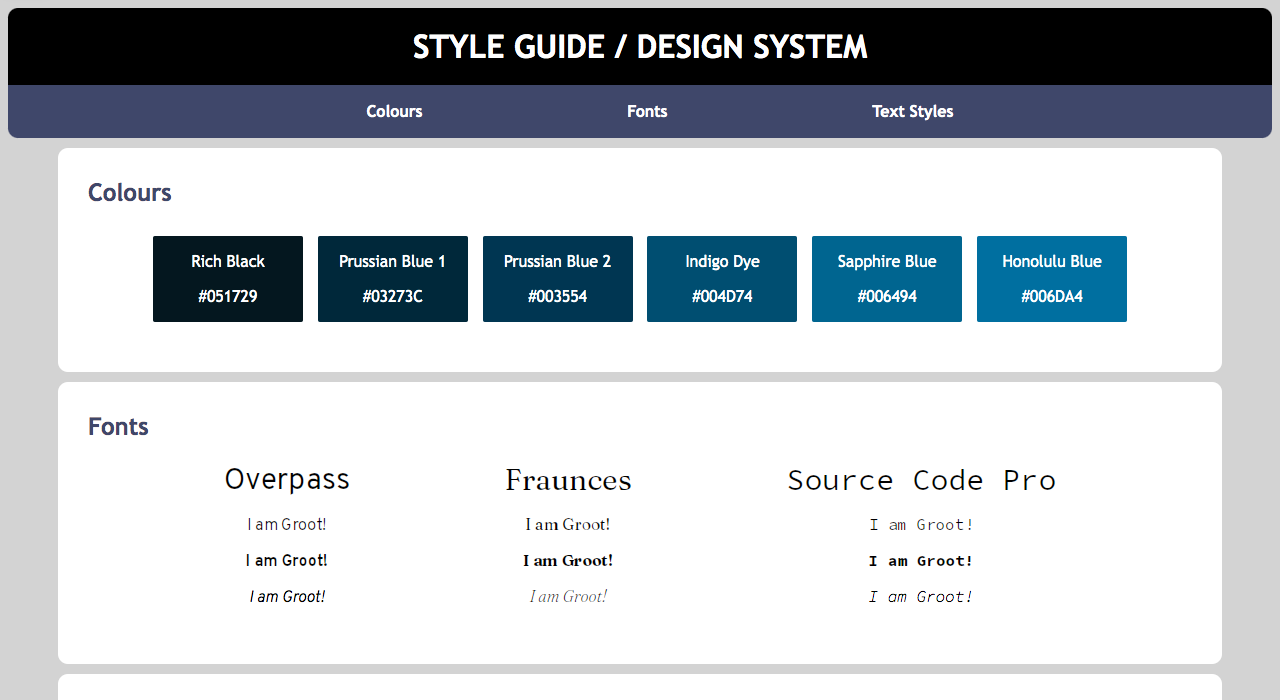 STYLE GUIDE / DESIGN SYSTEM
Colours Fonts Text Styles
Colours
Rich Black Prussian Blue 1 Prussian Blue 2 Indigo Dye Sapphire Blue Honolulu Blue
#051729 #03273C #003554 #004D74 #006494 #006DA4
Fonts
Overpass Fraunces Source Code Pro
I am Groot! I am Groot! I am Groot!
I am Groot! I am Groot! I am Groot!
I am Groot! I am Groot! I am Groot!